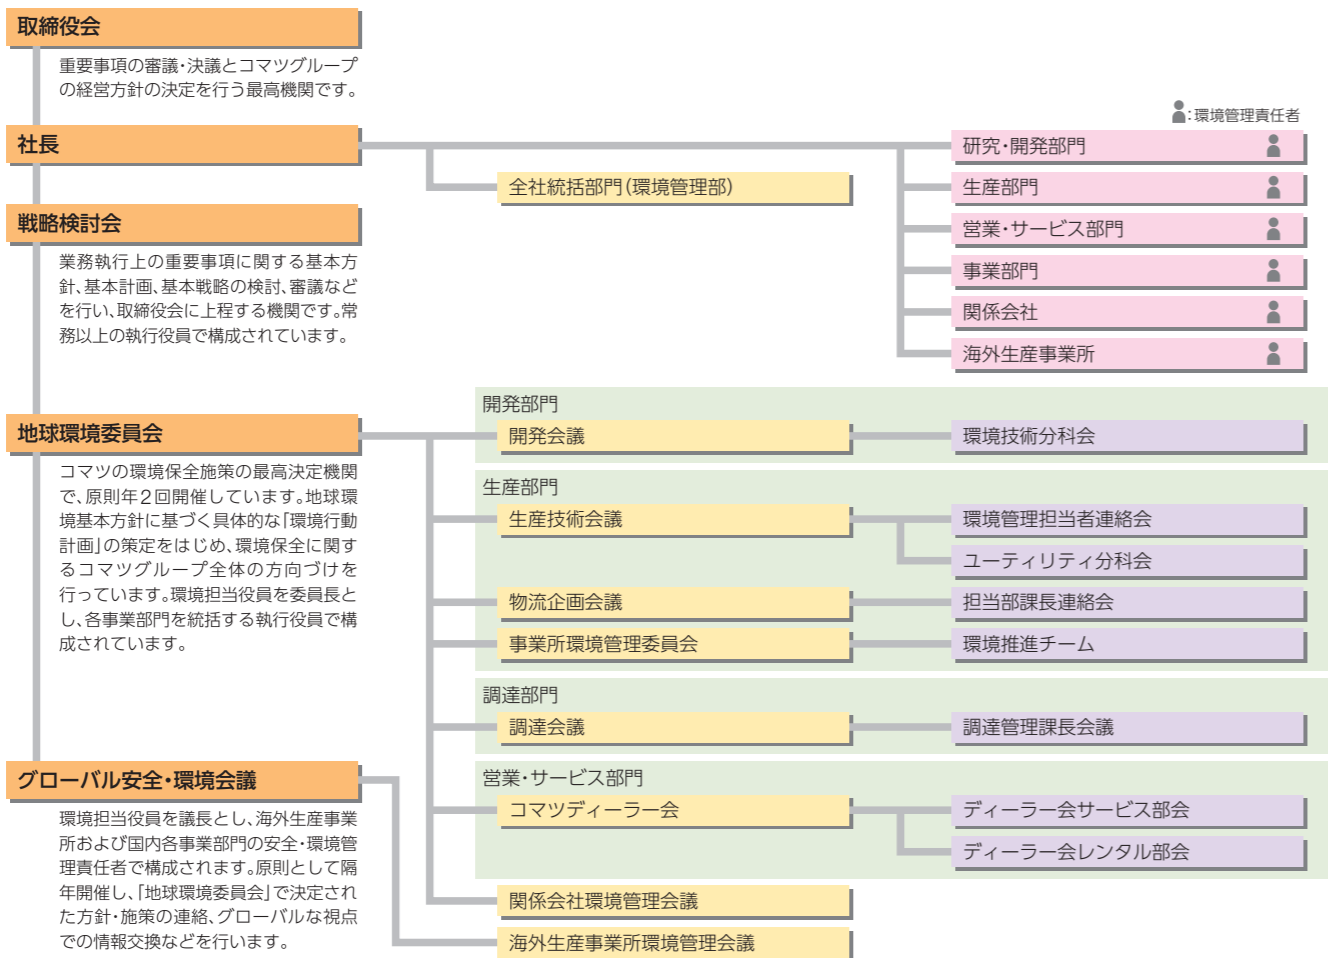 取締役会
重要事項の審議・決議とコマツグループ
の経営方針の決定を行う最高機関です。
社長
戦略検討会
業務執行上の重要事項に関する基本方
針、基本計画、基本戦略の検討、審議など
を行い、取締役会に上程する機関です。常
務以上の執行役員で構成されています。
地球環境委員会
コマツの環境保全施策の最高決定機関
で、原則年2回開催しています。地球環
境基本方針に基づく具体的な「環境行動
計画」の策定をはじめ、環境保全に関す
るコマツグループ全体の方向づけを
行っています。環境担当役員を委員長と
し、各事業部門を統括する執行役員で構
成されています。
グローバル安全・環境会議
環境担当役員を議長とし、海外生産事業
所および国内各事業部門の安全・環境管
理責任者で構成されます。原則として隔
年開催し、「地球環境委員会」で決定され
た方針・施策の連絡、グローバルな視点
での情報交換などを行います。
:環境管理責任者
全社統括部門(環境管理部)
研究・開発部門
生産部門
営業・サービス部門
事業部門
関係会社
海外生産事業所
開発部門
開発会議
環境技術分科会
生産部門
生産技術会議
環境管理担当者連絡会
ユーティリティ分科会
物流企画会議
担当部課長連絡会
事業所環境管理委員会
環境推進チーム
調達部門
調達会議
調達管理課長会議
営業・サービス部門
コマツディーラー会
ディーラー会サービス部会
ディーラー会レンタル部会
関係会社環境管理会議
海外生産事業所環境管理会議